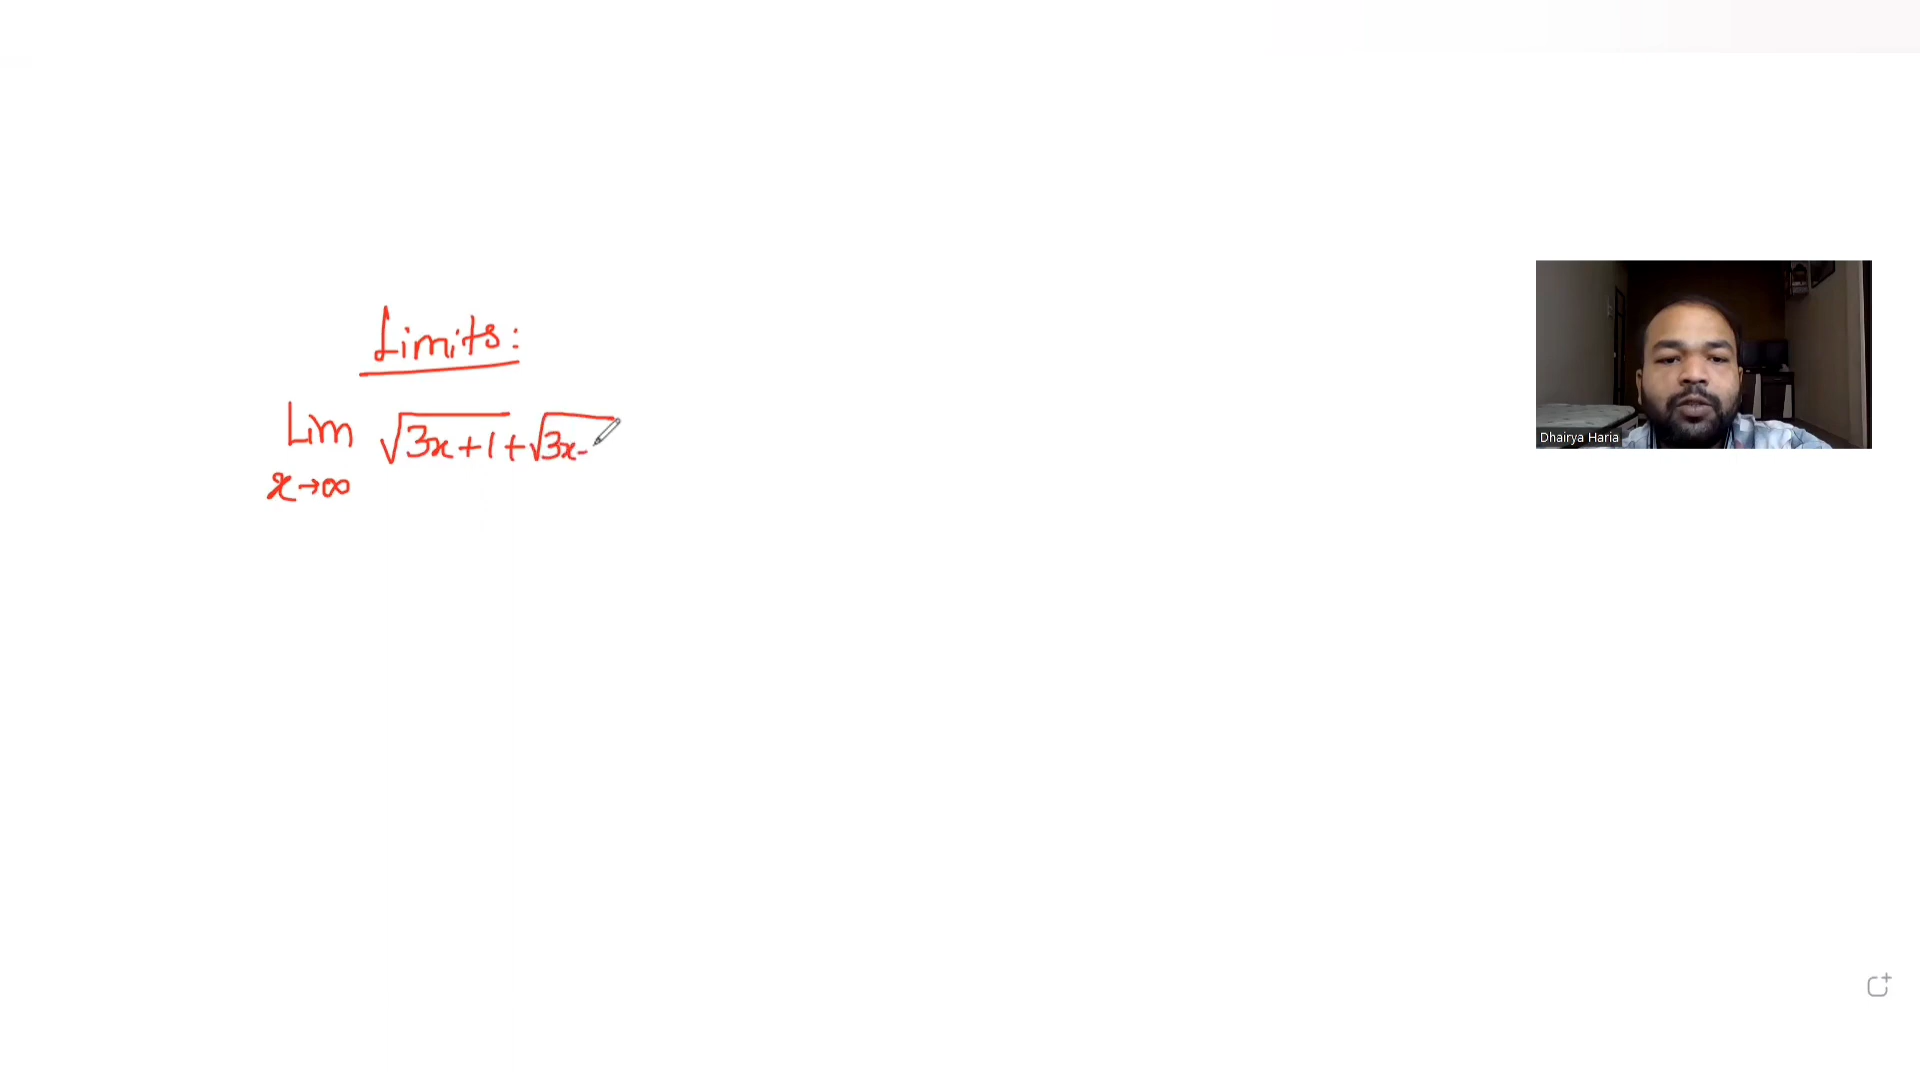 Limits:
Lim √3x+1 + √3x-
x→∞
Dhairya Haria